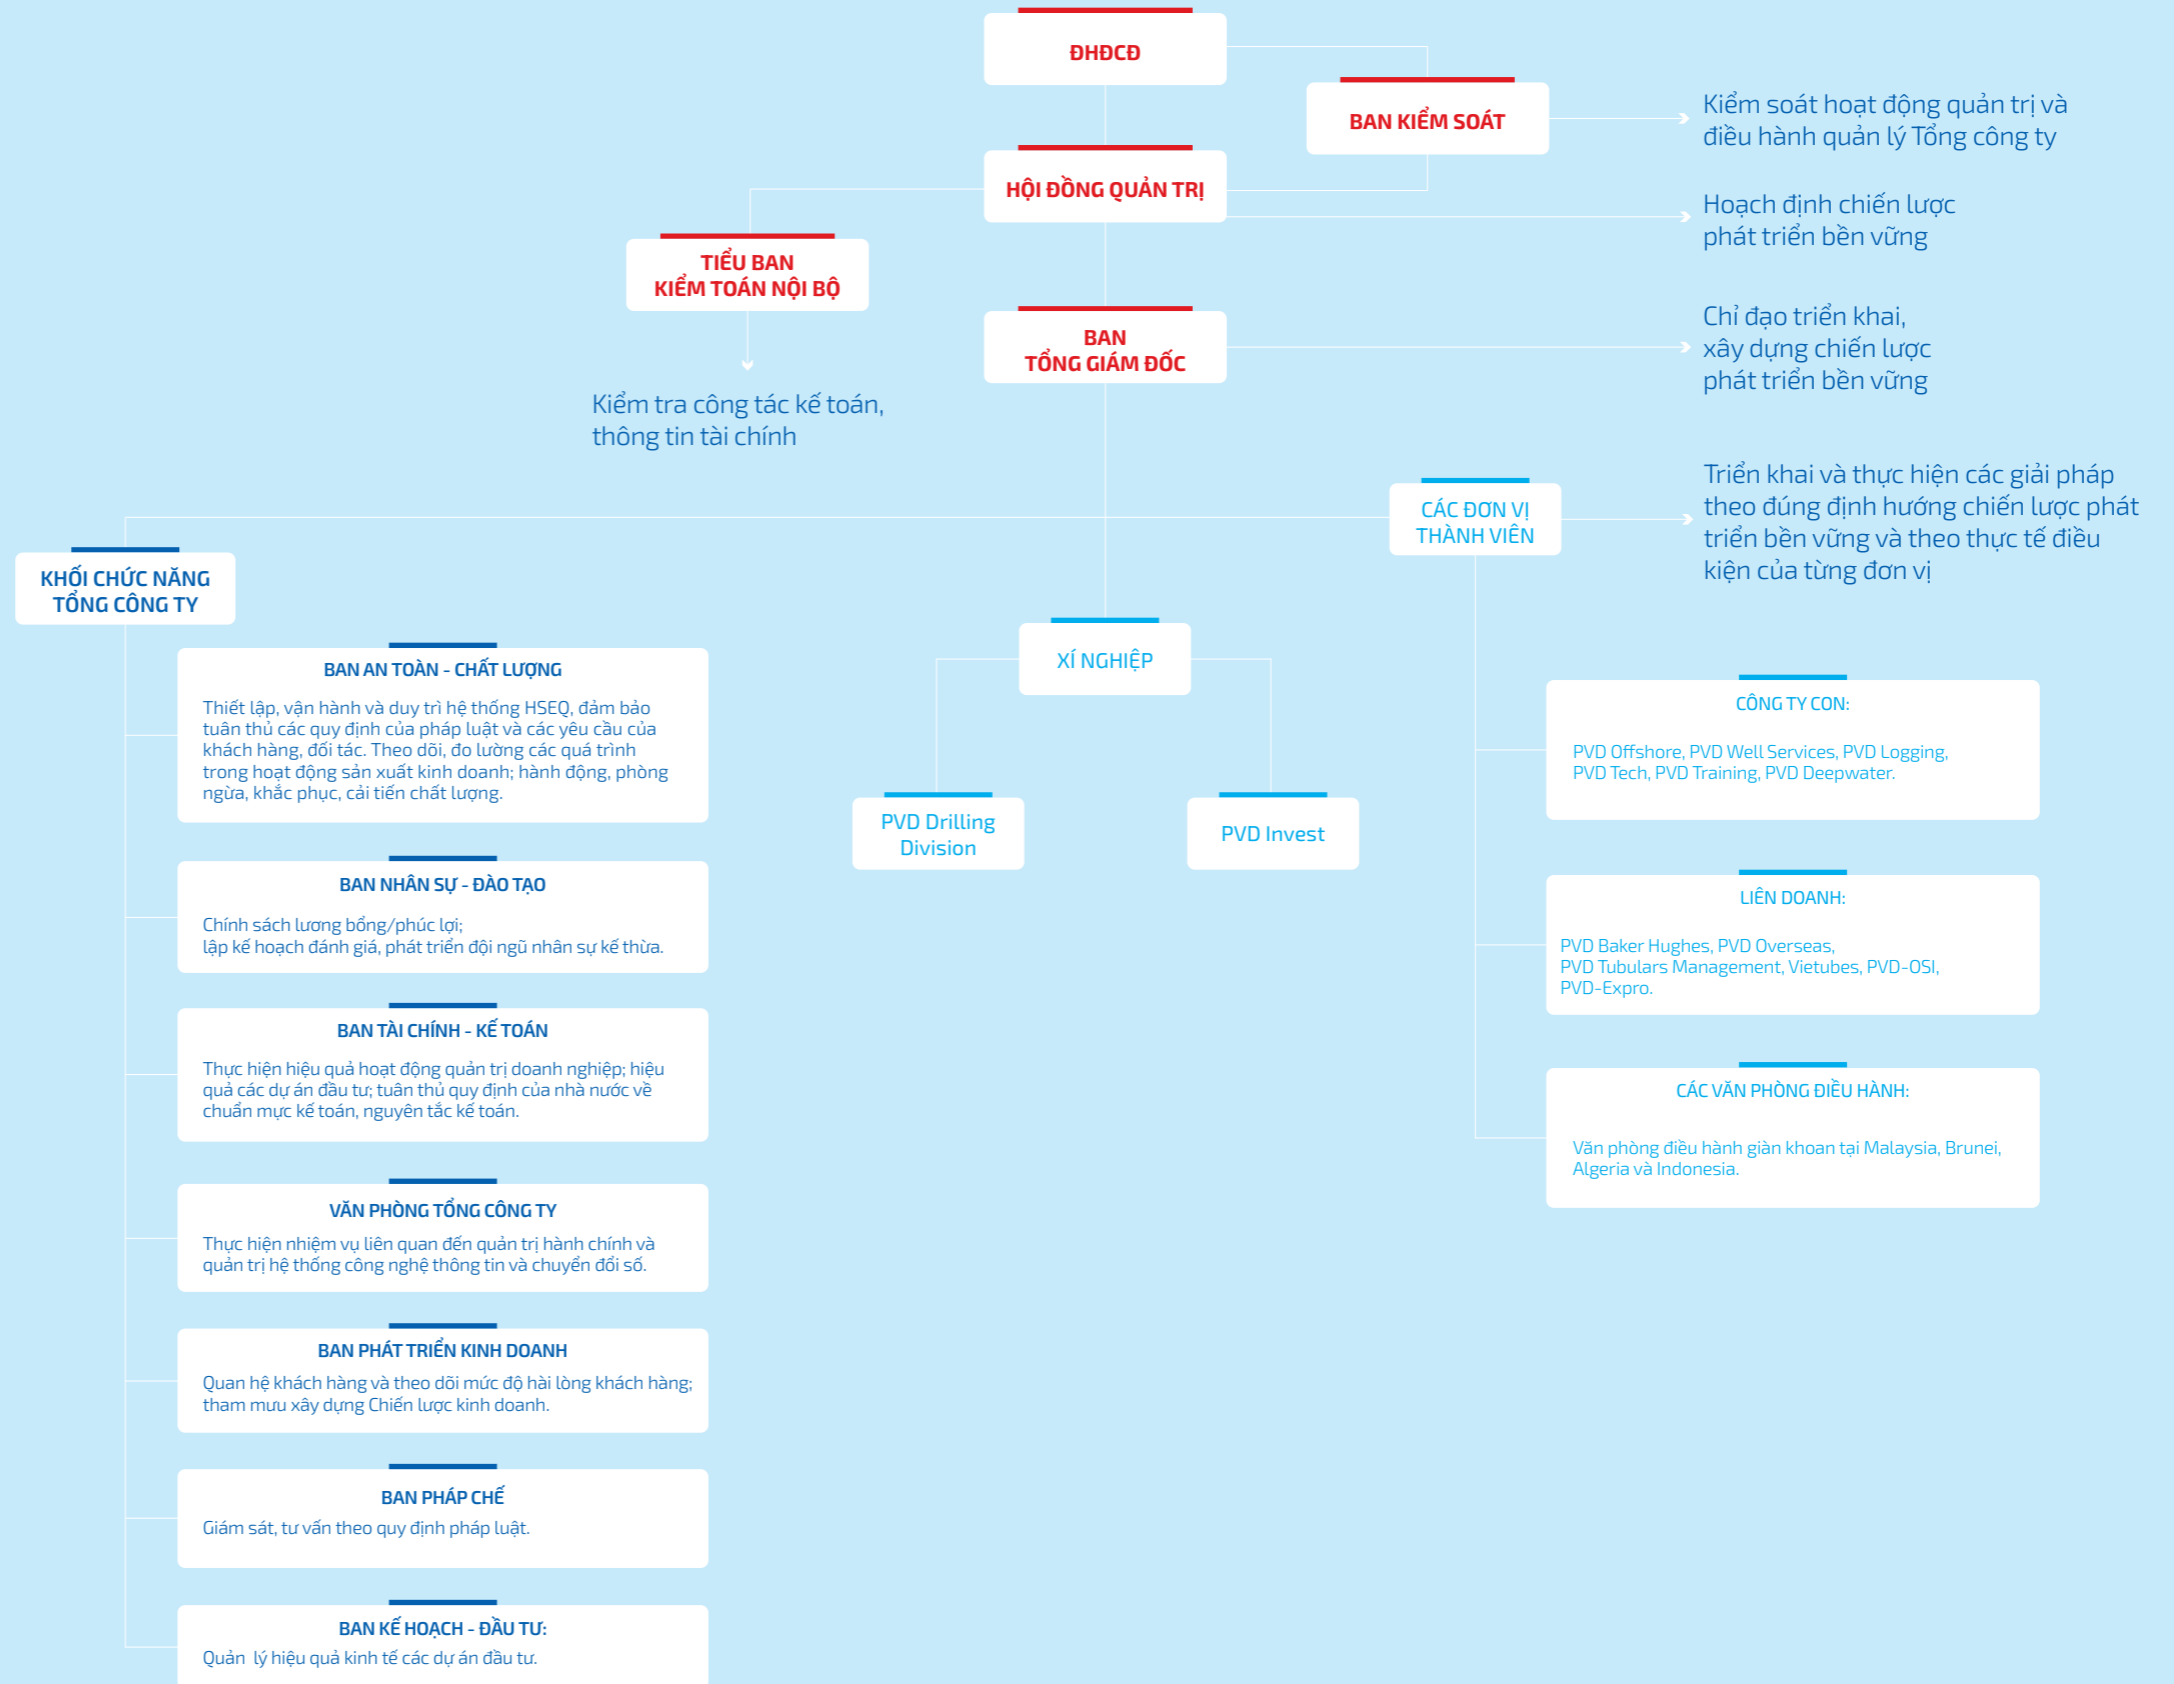 ĐHĐCĐ
BAN KIỂM SOÁT
Kiểm soát hoạt động quản trị và
điều hành quản lý Tổng công ty
HỘI ĐỒNG QUẢN TRỊ
Hoạch định chiến lược
phát triển bền vững
TIỂU BAN
KIỂM TOÁN NỘI BỘ
Kiểm tra công tác kế toán,
thông tin tài chính
BAN
TỔNG GIÁM ĐỐC
Chỉ đạo triển khai,
xây dựng chiến lược
phát triển bền vững
CÁC ĐƠN VỊ
THÀNH VIÊN
Triển khai và thực hiện các giải pháp
theo đúng định hướng chiến lược phát
triển bền vững và theo thực tế điều
kiện của từng đơn vị
KHỐI CHỨC NĂNG
TỔNG CÔNG TY
BAN AN TOÀN - CHẤT LƯỢNG
Thiết lập, vận hành và duy trì hệ thống HSEQ, đảm bảo
tuân thủ các quy định của pháp luật và các yêu cầu của
khách hàng, đối tác. Theo dõi, đo lường các quá trình
trong hoạt động sản xuất kinh doanh; hành động, phòng
ngừa, khắc phục, cải tiến chất lượng.
BAN NHÂN SỰ - ĐÀO TẠO
Chính sách lương bổng/phúc lợi;
lập kế hoạch đánh giá, phát triển đội ngũ nhân sự kế thừa.
BAN TÀI CHÍNH - KẾ TOÁN
Thực hiện hiệu quả hoạt động quản trị doanh nghiệp; hiệu
quả các dự án đầu tư; tuân thủ quy định của nhà nước về
chuẩn mực kế toán, nguyên tắc kế toán.
VĂN PHÒNG TỔNG CÔNG TY
Thực hiện nhiệm vụ liên quan đến quản trị hành chính và
quản trị hệ thống công nghệ thông tin và chuyển đổi số.
BAN PHÁT TRIỂN KINH DOANH
Quan hệ khách hàng và theo dõi mức độ hài lòng khách hàng;
tham mưu xây dựng Chiến lược kinh doanh.
BAN PHÁP CHẾ
Giám sát, tư vấn theo quy định pháp luật.
BAN KẾ HOẠCH - ĐẦU TƯ:
Quản lý hiệu quả kinh tế các dự án đầu tư.
XÍ NGHIỆP
PVD Drilling
Division
PVD Invest
CÔNG TY CON:
PVD Offshore, PVD Well Services, PVD Logging,
PVD Tech, PVD Training, PVD Deepwater.
LIÊN DOANH:
PVD Baker Hughes, PVD Overseas,
PVD Tubulars Management, Vietubes, PVD-OSI,
PVD-Expro.
CÁC VĂN PHÒNG ĐIỀU HÀNH:
Văn phòng điều hành giàn khoan tại Malaysia, Brunei,
Algeria và Indonesia.